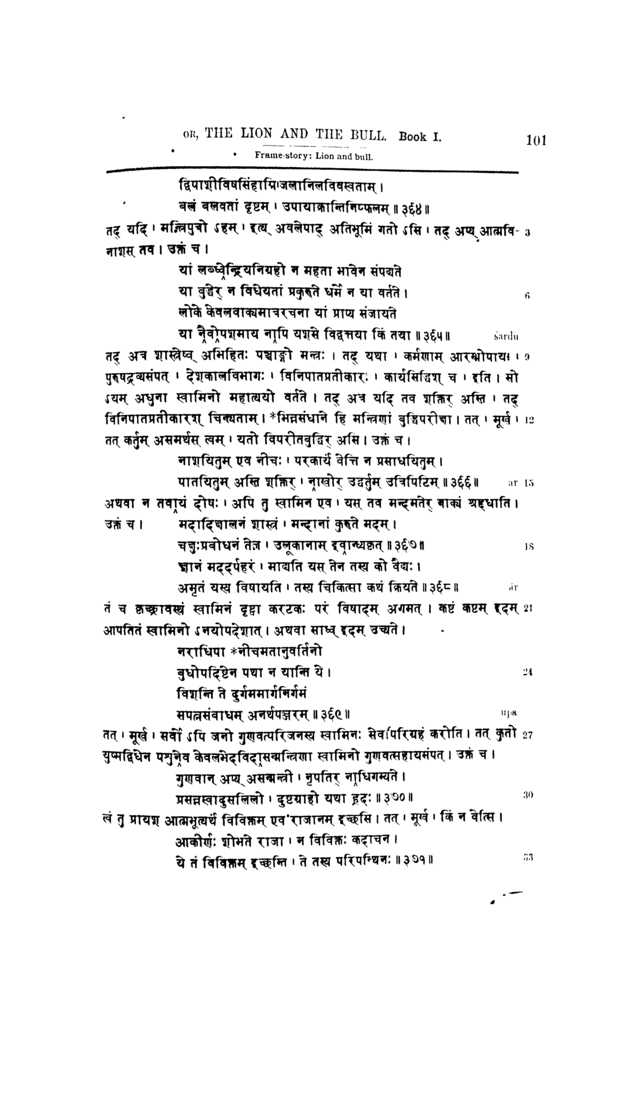 OR, THE LION AND THE BULL. Book I. 101
Frame-story: Lion and bull.
द्विपाशीविषसिंहाग्निजलानिलविवस्वताम् ।
बलं बलवतां दृष्टम् । उपायाक्रान्तिनिष्फलम् ॥ ३६४॥
तद् यदि । मन्त्रिपुत्रो ऽहम् । इत्य् अवलेपाद् अतिभूमिं गतो ऽसि । तद् अप्य् आत्मवि- 3
नाशस् तव । उक्तं च ।
यां लब्ध्वेन्द्रियनिग्रहो न महता भावेन संपद्यते
या बुद्धेर् न विधेयतां प्रकुरुते धर्मे न या वर्तते । 6
लोके केवलवाक्यमात्ररचना यां प्राप्य संजायते
या नैवोपशमाय नापि यशसे विद्वत्तया किं तया ॥ ३६५॥ śārdū
तद् अत्र शास्त्रेष्व् अभिहितः पञ्चाङ्गो मन्त्रः । तद् यथा । कर्मणाम् आरम्भोपायः । 9
पुरुषद्रव्यसंपत् । देशकालविभागः । विनिपातप्रतीकारः । कार्यसिद्धिश् च । इति । सो
ऽयम् अधुना स्वामिनो महात्ययो वर्तते । तद् अत्र यदि तव शक्तिर् अस्ति । तद्
विनिपातप्रतीकारश् चिन्त्यताम् । *भिन्नसंधाने हि मन्त्रिणां बुद्धिपरीक्षा । तत् । मूर्ख । 12
तत् कर्तुम् असमर्थस् त्वम् । यतो विपरीतबुद्धिर् असि । उक्तं च ।
नाशयितुम् एव नीचः । परकार्यं वेत्ति न प्रसाधयितुम् ।
पातयितुम् अस्ति शक्तिर् । नाखोर् उद्धर्तुम् उत्रिपिटिम् ॥ ३६६॥ ār 15
अथवा न तवायं दोषः । अपि तु स्वामिन एव । यस् तव मन्दमतेर् वाक्यं श्रद्दधाति ।
उक्तं च । मदादिचालनं शास्त्रं । मन्दानां कुरुते मदम् ।
चक्षुःप्रबोधनं तेज । उलूकानाम् इवान्ध्यकृत् ॥ ३६७॥ 18
ज्ञानं मददर्पहरं । माद्यति यस् तेन तस्य को वैद्यः ।
अमृतं यस्य विषायति । तस्य चिकित्सा कथं क्रियते ॥ ३६८॥ ār
तं च कृच्छ्रावस्थं स्वामिनं दृष्ट्वा करटकः परं विषादम् अगमत् । कष्टं कष्टम् इदम् 21
आपतितं स्वामिनो ऽनयोपदेशात् । अथवा साध्व् इदम् उच्यते ।
नराधिपा *नीचमतानुवर्तिनो
बुधोपदिष्टेन पथा न यान्ति ये । 24
विशन्ति ते दुर्गममार्गनिर्गमं
सपत्नसंबाधम् अनर्थपञ्जरम् ॥ ३६९॥
तत् । मूर्ख । सर्वो ऽपि जनो गुणवत्परिजनस्य स्वामिनः सेवापरिग्रहं करोति । तत् कुतो 27
युष्मद्विधेन पशुनैव केवलभेदविदासन्मन्त्रिणा स्वामिनो गुणवत्सहायसंपत् । उक्तं च ।
गुणवान् अप्य् असन्मन्त्री । नृपतिर् नाधिगम्यते ।
प्रसन्नस्वादुसलिलो । दुष्टग्राहो यथा ह्रदः ॥ ३७०॥ 30
त्वं तु प्रायश् आत्मभूत्यर्थं विविक्तम् एव राजानम् इच्छसि । तत् । मूर्ख । किं न वेत्सि ।
आकीर्णः शोभते राजा । न विविक्तः कदाचन ।
ये तं विविक्तम् इच्छन्ति । ते तस्य परिपन्थिनः ॥ ३७१॥ 33